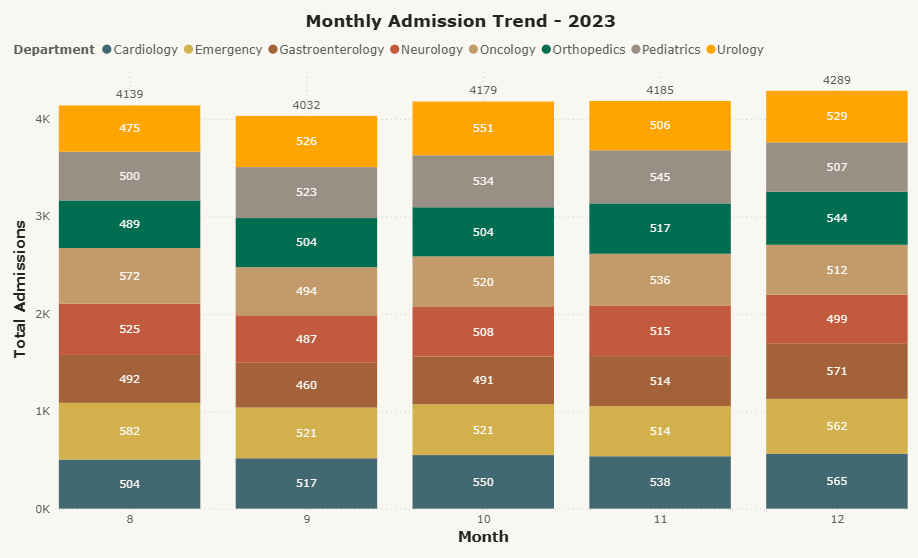 Monthly Admission Trend - 2023
Department Cardiology Emergency Gastroenterology Neurology Oncology Orthopedics Pediatrics Urology
4139 4032 4179 4185 4289
475 526 551 506 529
500 523 534 545 507
489 504 504 517 544
572 494 520 536 512
525 487 508 515 499
492 460 491 514 571
582 521 521 514 562
504 517 550 538 565
4K
3K
2K
1K
0K
Total Admissions
8 9 10 11 12
Month